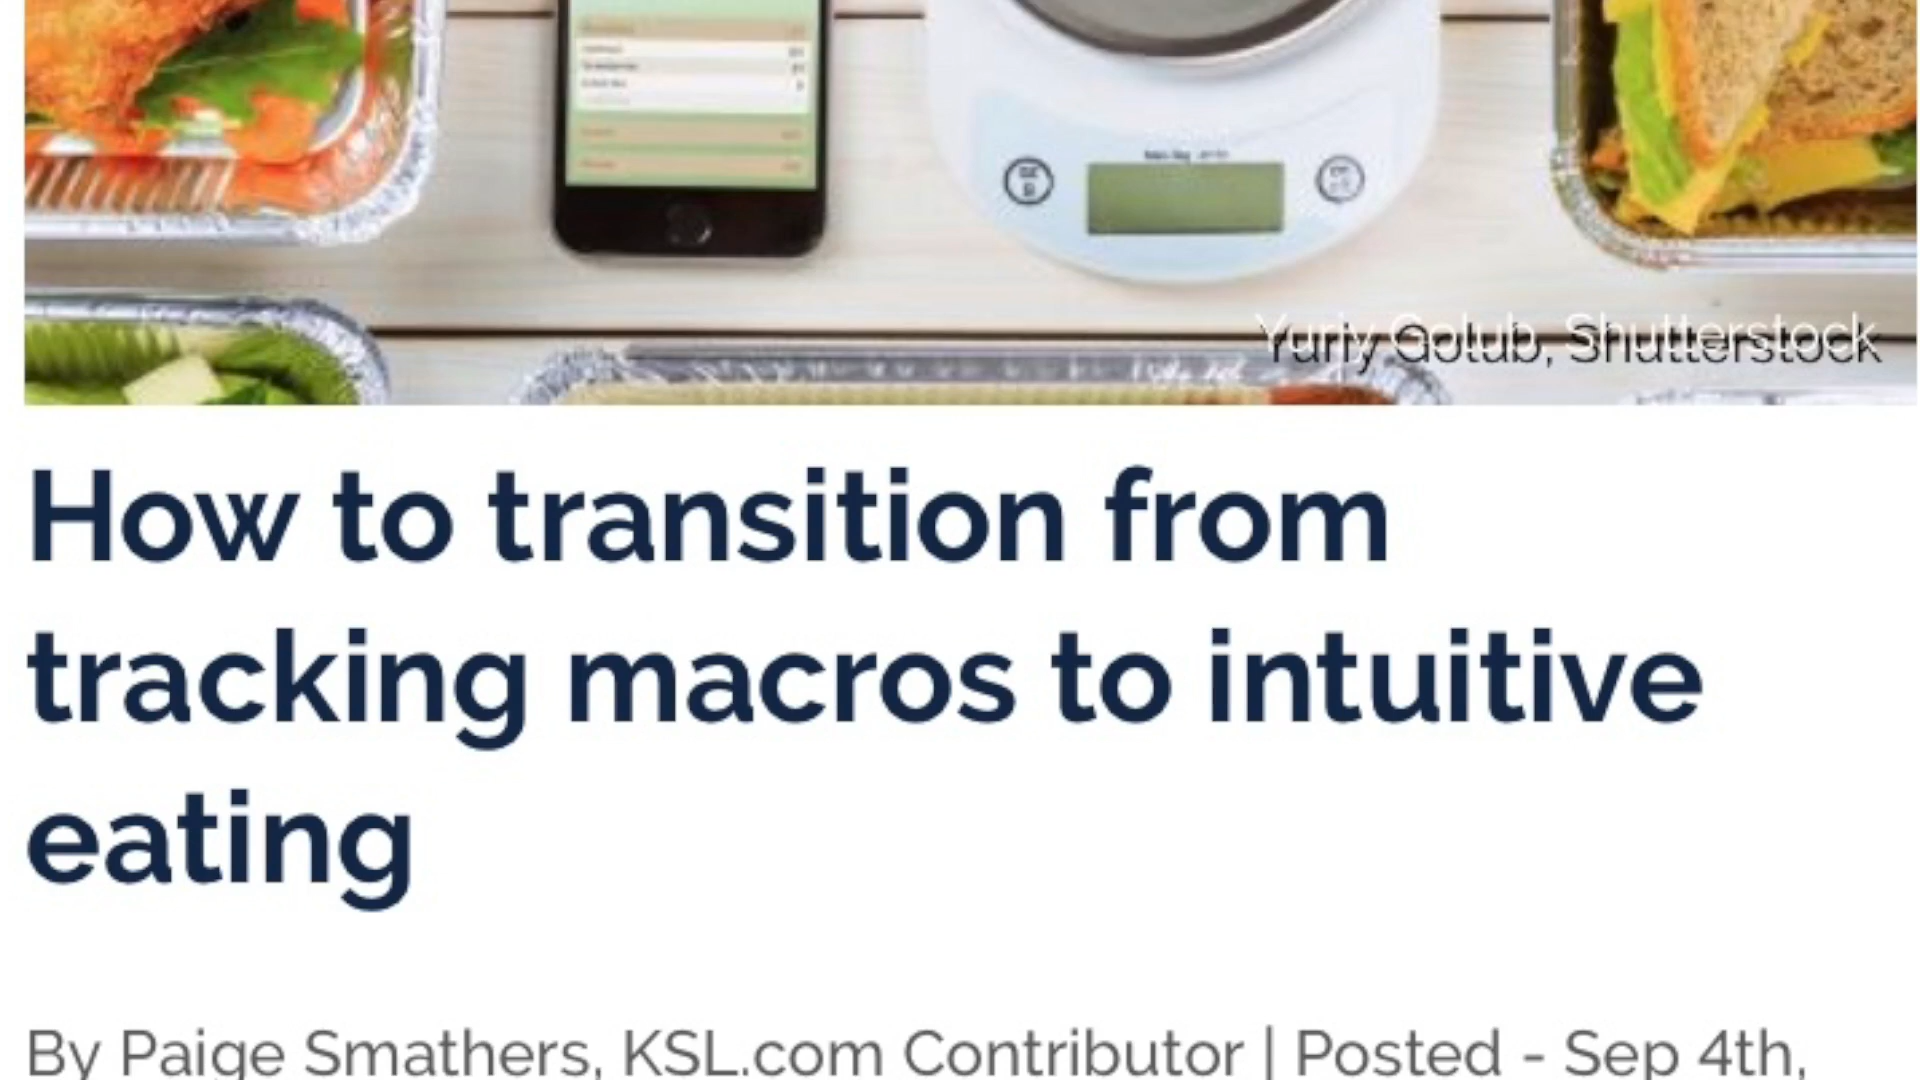 Yuriy Golub, Shutterstock
How to transition from
tracking macros to intuitive
eating
By Paige Smathers, KSL.com Contributor | Posted - Sep 4th,